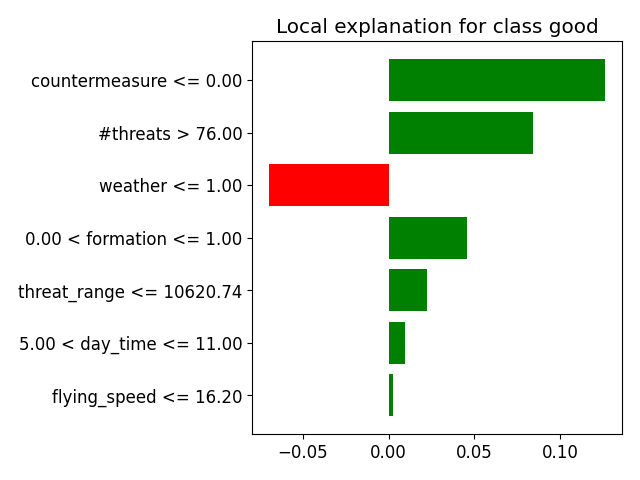 Local explanation for class good
countermeasure <= 0.00
#threats > 76.00
weather <= 1.00
0.00 < formation <= 1.00
threat_range <= 10620.74
5.00 < day_time <= 11.00
flying_speed <= 16.20
−0.05 0.00 0.05 0.10